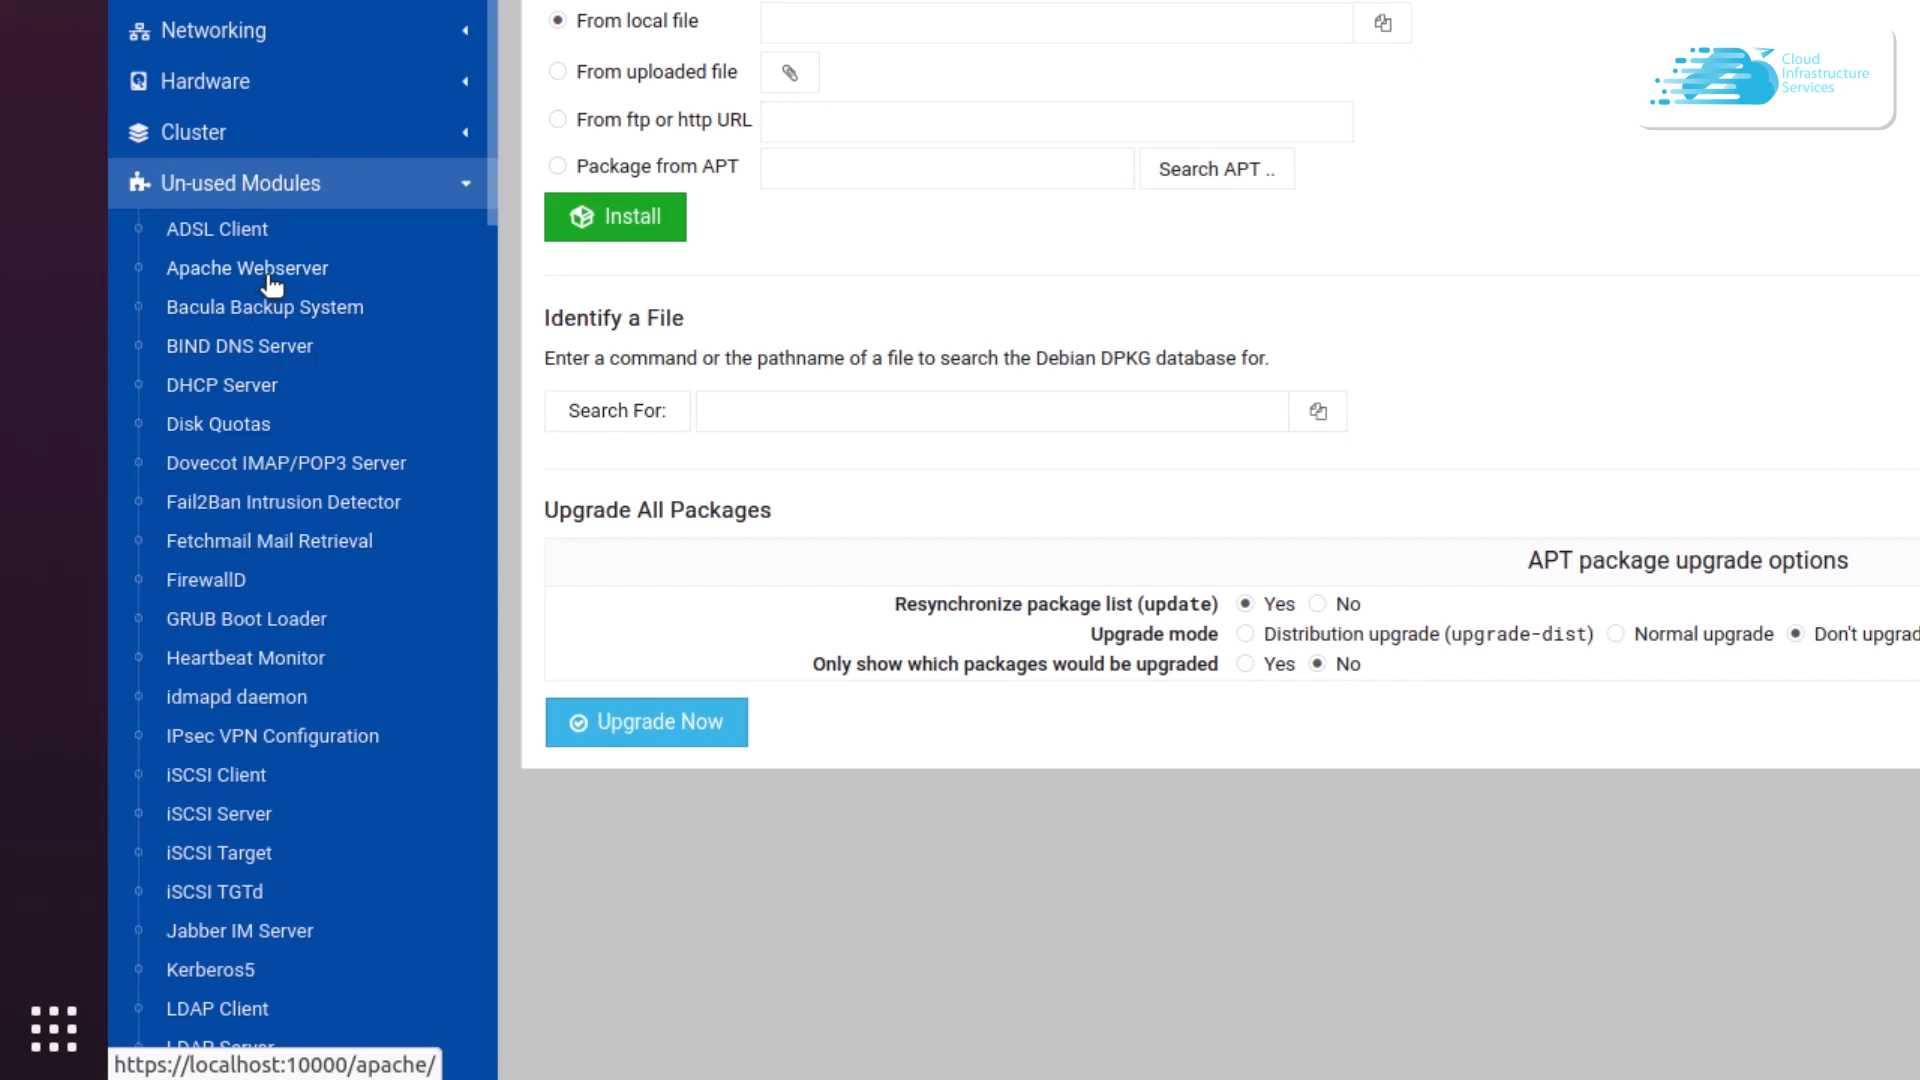 Networking
Hardware
Cluster
Un-used Modules
ADSL Client
Apache Webserver
Bacula Backup System
BIND DNS Server
DHCP Server
Disk Quotas
Dovecot IMAP/POP3 Server
Fail2Ban Intrusion Detector
Fetchmail Mail Retrieval
FirewallD
GRUB Boot Loader
Heartbeat Monitor
idmapd daemon
IPsec VPN Configuration
iSCSI Client
iSCSI Server
iSCSI Target
iSCSI TGTd
Jabber IM Server
Kerberos5
LDAP Client
LDAP Server
https://localhost:10000/apache/
From local file
From uploaded file
From ftp or http URL
Package from APT Search APT ..
Install
Identify a File
Enter a command or the pathname of a file to search the Debian DPKG database for.
Search For:
Upgrade All Packages
APT package upgrade options
Resynchronize package list (update) Yes No
Upgrade mode Distribution upgrade (upgrade-dist) Normal upgrade Don't upgrad
Only show which packages would be upgraded Yes No
Upgrade Now
Cloud
Infrastructure
Services